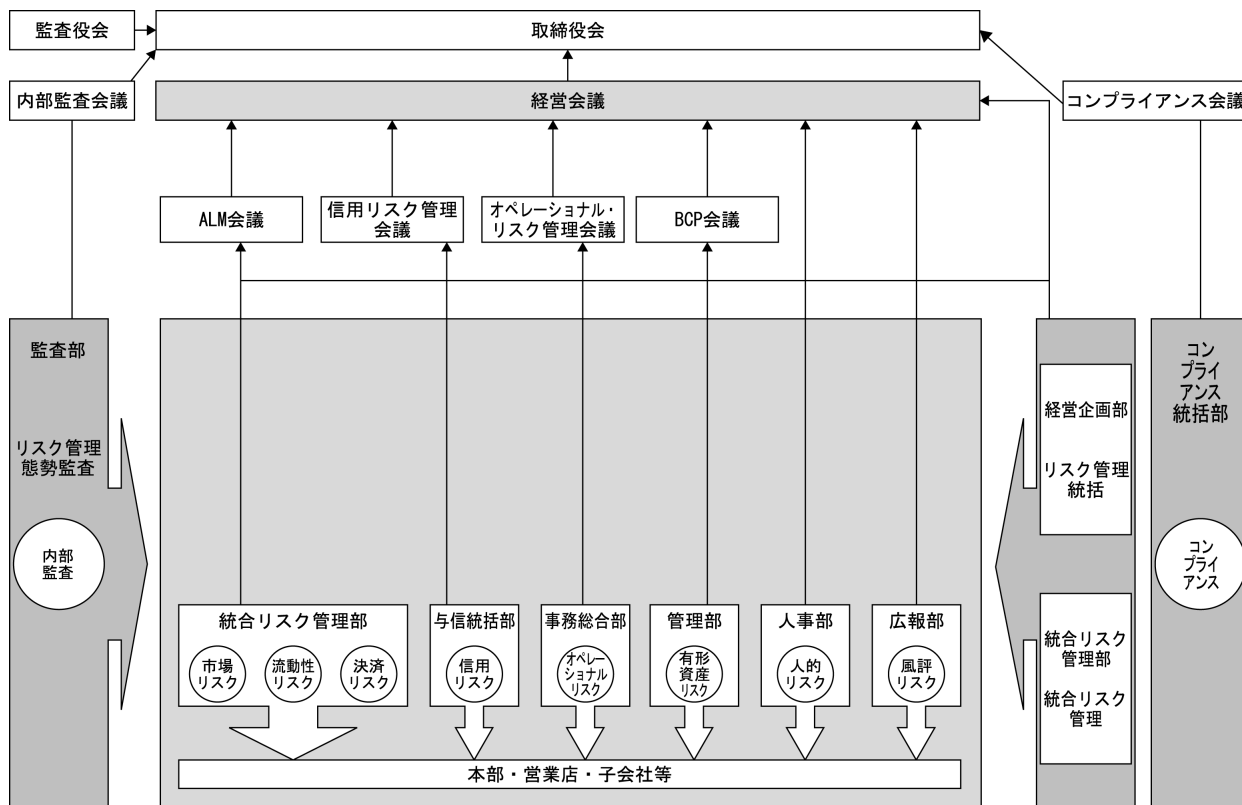 監査役会
取締役会
内部監査会議
経営会議
コンプライアンス会議
ALM会議
信用リスク管理
会議
オペレーショナル・
リスク管理会議
BCP会議
監査部
リスク管理
態勢監査
内部
監査
統合リスク管理部
市場
リスク
流動性
リスク
決済
リスク
与信統括部
信用
リスク
事務総合部
オペレー
ショナル
リスク
管理部
有形
資産
リスク
人事部
人的
リスク
広報部
風評
リスク
本部・営業店・子会社等
経営企画部
リスク管理
統括
統合リスク
管理部
統合リスク
管理
コン
プライ
アンス
統括部
コン
プライ
アンス